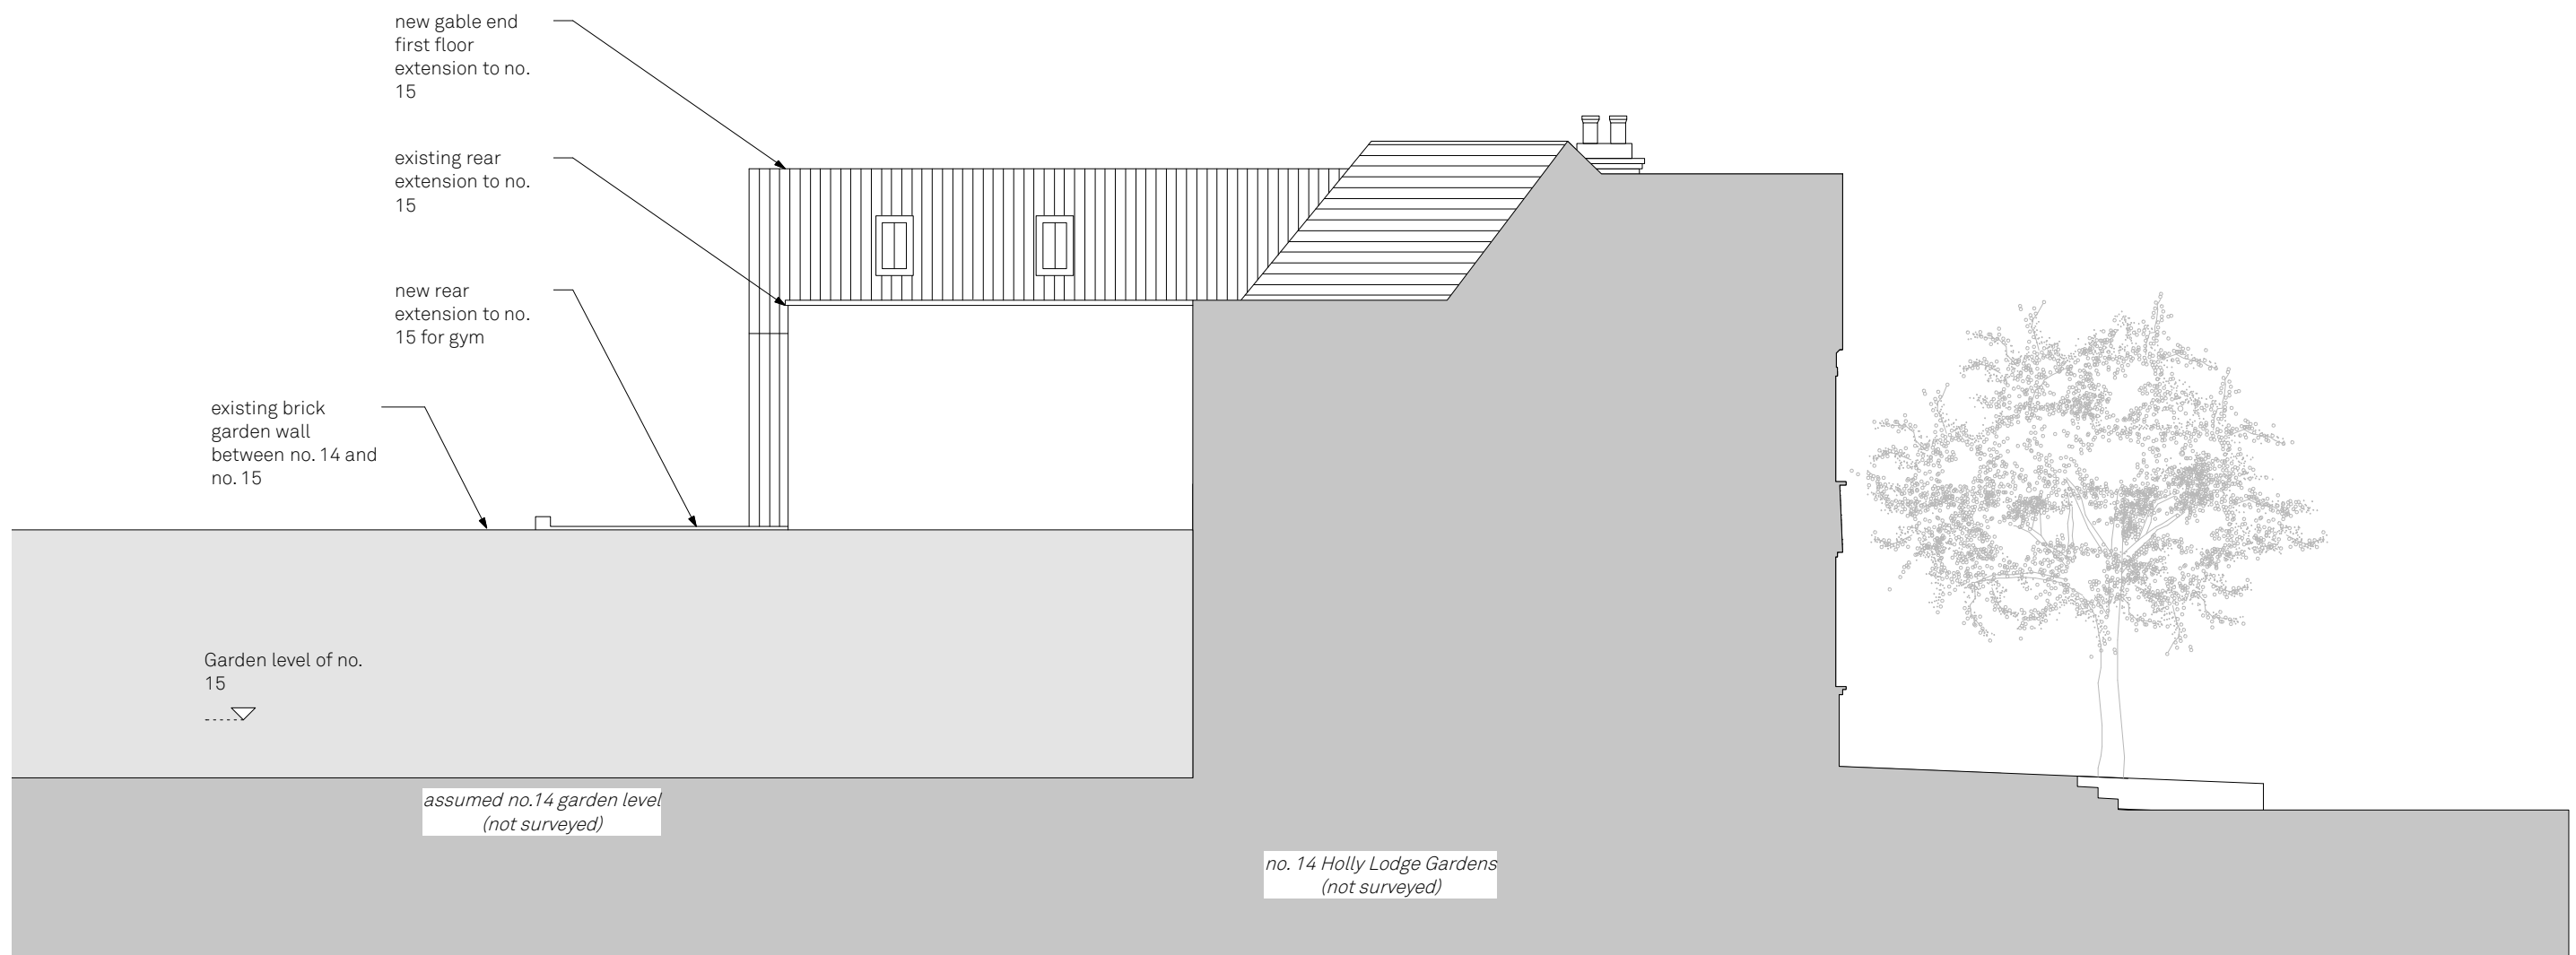 new gable end
first floor
extension to no.
15
existing rear
extension to no.
15
new rear
extension to no.
15 for gym
existing brick
garden wall
between no. 14 and
no. 15
Garden level of no.
15
assumed no.14 garden level
(not surveyed)
no. 14 Holly Lodge Gardens
(not surveyed)